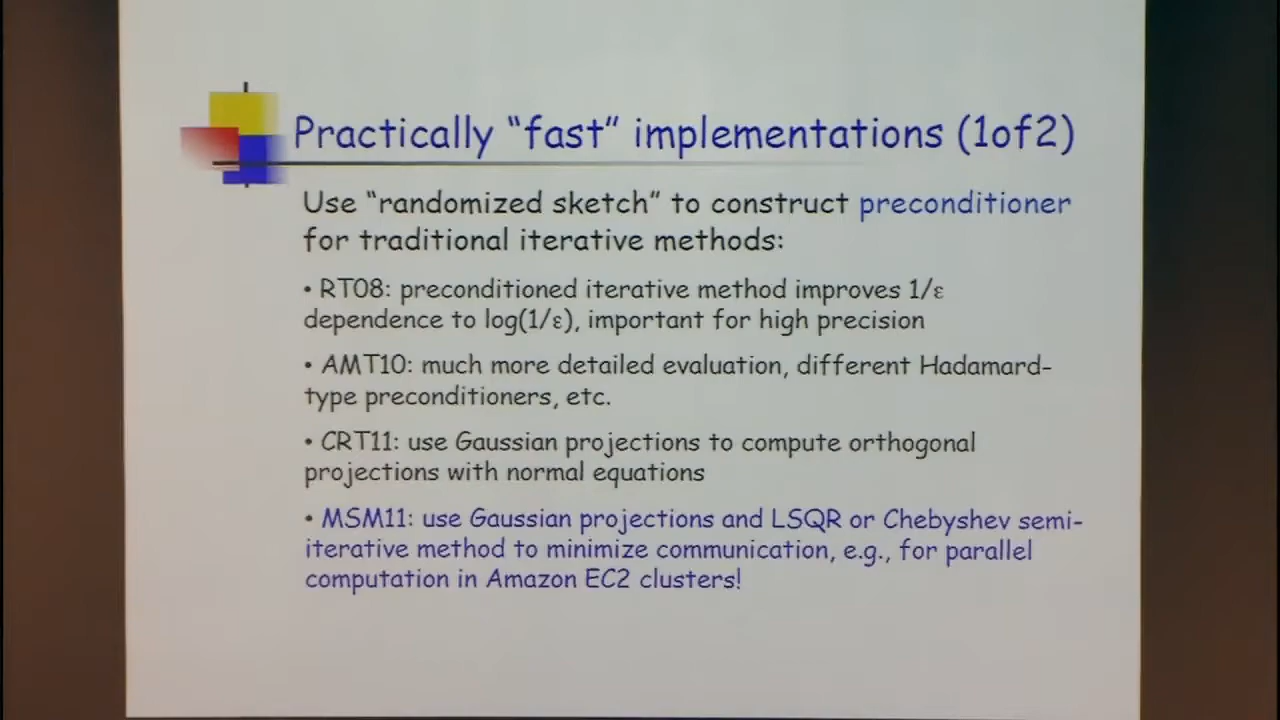 Practically “fast” implementations (1of2)
Use “randomized sketch” to construct preconditioner
for traditional iterative methods:
• RT08: preconditioned iterative method improves 1/ε
dependence to log(1/ε), important for high precision
• AMT10: much more detailed evaluation, different Hadamard-
type preconditioners, etc.
• CRT11: use Gaussian projections to compute orthogonal
projections with normal equations
• MSM11: use Gaussian projections and LSQR or Chebyshev semi-
iterative method to minimize communication, e.g., for parallel
computation in Amazon EC2 clusters!